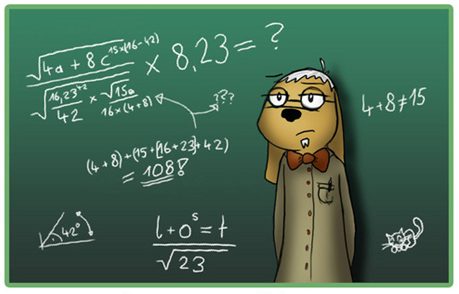 √4a + 8c^15×(16-42) × 8,23 = ?
√16,23^+2 × √15a
42
16×(4+8)
???
4+8≠15
(4+8)+(15+[16+23]+42)
= 108!
42°
l+o^s=t
√23